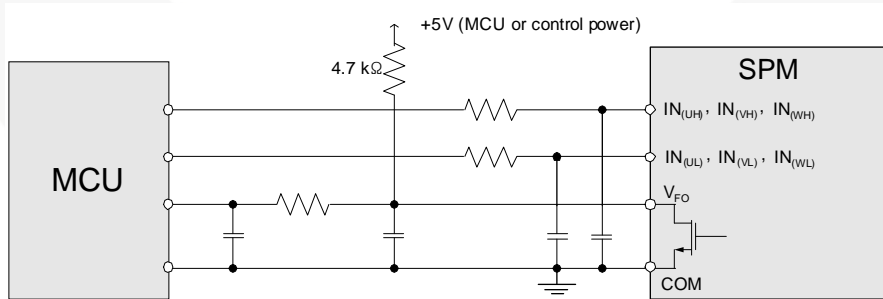 +5V (MCU or control power)
4.7 kΩ
SPM
IN(UH), IN(VH), IN(WH)
IN(UL), IN(VL), IN(WL)
MCU
VFO
COM